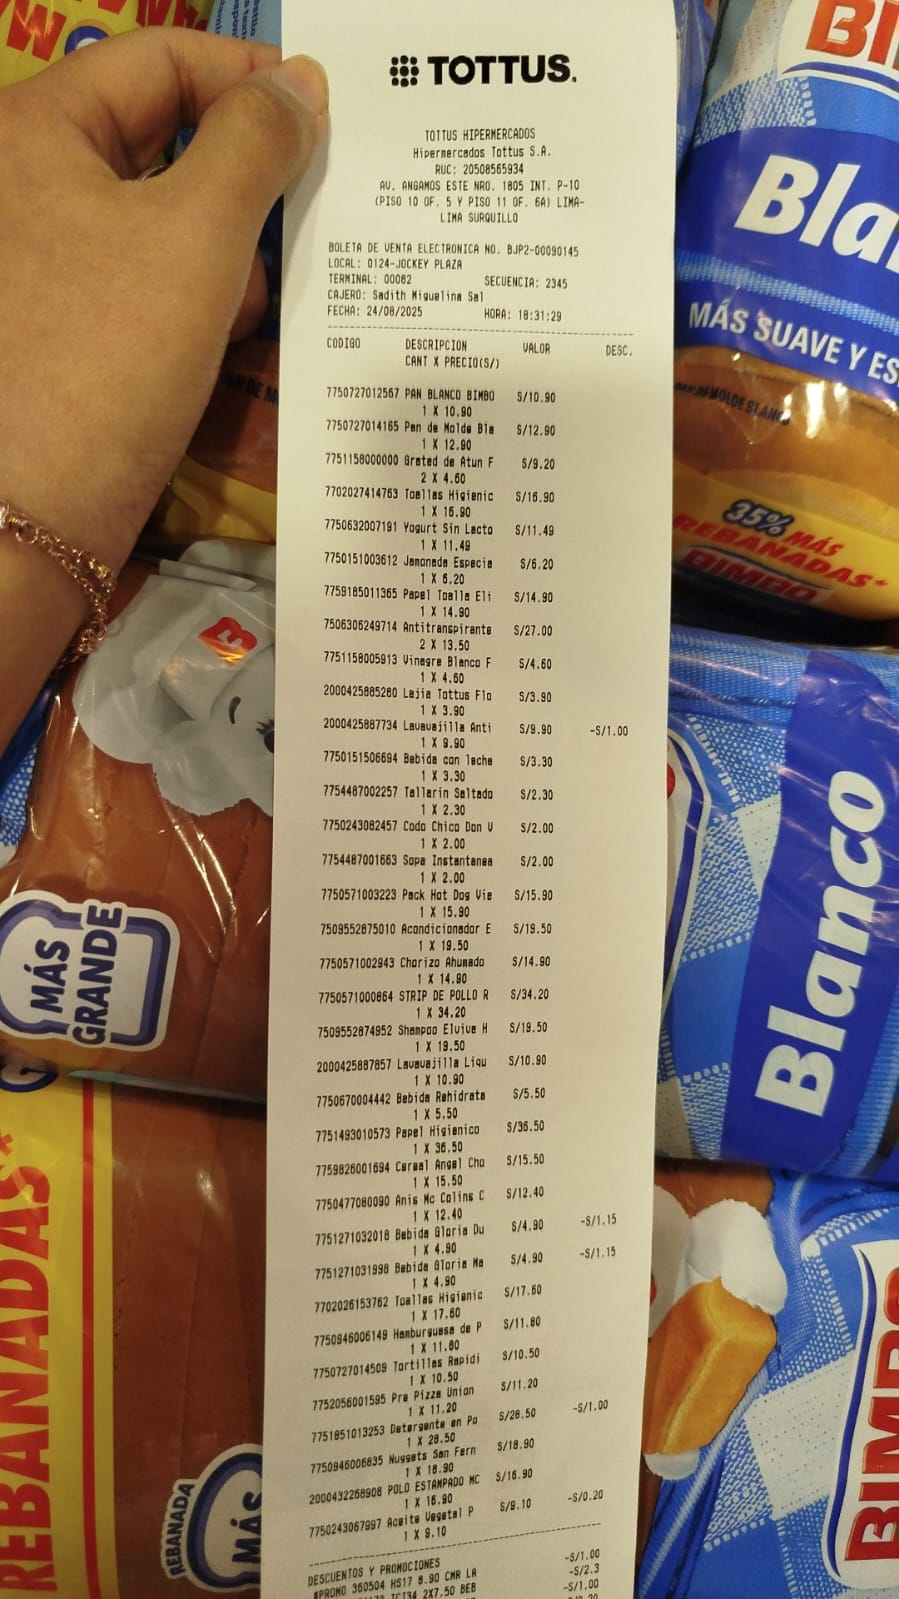 TOTTUS.
TOTTUS HIPERMERCADOS
Hipermercados Tottus S.A.
RUC: 20508565934
AV. ANGAMOS ESTE NRO. 1805 INT. P-10
(PISO 10 OF. 5 Y PISO 11 OF. 6A) LIMA-
LIMA SURQUILLO
BOLETA DE VENTA ELECTRONICA NO. BJP2-00090145
LOCAL: 0124-JOCKEY PLAZA
TERMINAL: 00082 SECUENCIA: 2345
CAJERO: Sadith Miguelina Sal
FECHA: 24/08/2025 HORA: 18:31:29
CODIGO DESCRIPCION VALOR DESC.
CANT X PRECIO(S/)
7750727012567 PAN BLANCO BIMBO S/10.90
1 X 10.90
7750727014165 Pan de Molde Bla S/12.90
1 X 12.90
7751158000000 Grated de Atun F S/9.20
2 X 4.60
7702027414763 Toallas Higienic S/16.90
1 X 16.90
7750632007191 Yogurt Sin Lacto S/11.49
1 X 11.49
7750151003612 Jamonada Especia S/6.20
1 X 6.20
7759185011365 Papel Toalla Eli S/14.90
1 X 14.90
7506306249714 Antitranspirante S/27.00
2 X 13.50
7751158005913 Vinagre Blanco F S/4.60
1 X 4.60
2000425885280 Lejia Tottus Flo S/3.90
1 X 3.90
2000425887734 Lavavajilla Anti S/9.90 -S/1.00
1 X 9.90
7750151506694 Bebida con leche S/3.30
1 X 3.30
7754487002257 Tallarin Saltado S/2.30
1 X 2.30
7750243082457 Codo Chico Don V S/2.00
1 X 2.00
7754487001663 Sopa Instantanea S/2.00
1 X 2.00
7750571003223 Pack Hot Dog Vie S/15.90
1 X 15.90
7509552875010 Acondicionador E S/19.50
1 X 19.50
7750571002943 Chorizo Ahumado S/14.90
1 X 14.90
7750571000864 STRIP DE POLLO R S/34.20
1 X 34.20
7509552874952 Shampoo Elvive H S/19.50
1 X 19.50
2000425887857 Lavavajilla Liqu S/10.90
1 X 10.90
7750670004442 Bebida Rehidrata S/5.50
1 X 5.50
7751493010573 Papel Higienico S/36.50
1 X 36.50
7759826001694 Cereal Angel Cho S/15.50
1 X 15.50
7750477080090 Anis Mc Colins C S/12.40
1 X 12.40
7751271032018 Bebida Gloria Du S/4.90 -S/1.15
1 X 4.90
7751271031998 Bebida Gloria Ma S/4.90 -S/1.15
1 X 4.90
7702026153762 Toallas Higienic S/17.60
1 X 17.60
7750946006149 Hamburguesa de P S/11.80
1 X 11.80
7750727014509 Tortillas Rapidi S/10.50
1 X 10.50
7752056001595 Pre Pizza Union S/11.20
1 X 11.20
7751851013253 Detergente en Po S/28.50 -S/1.00
1 X 28.50
7750946006835 Nuggets San Fern S/18.90
1 X 18.90
2000432268908 POLO ESTAMPADO MC S/16.90
1 X 16.90
7750243067997 Aceite Vegetal P S/9.10 -S/0.20
1 X 9.10
DESCUENTOS Y PROMOCIONES
#PROMO 360504 HS17 8.90 CMR LA -S/1.00
2X7.50 BEB -S/2.3
-S/1.00
Bla
MÁS SUAVE Y ES
PAN DE MOLDE BLANCO
35% MÁS
REBANADAS*
BIMBO
Blanco
BIMB
MÁS
GRANDE
REBANADAS*
REBANADA
MÁS